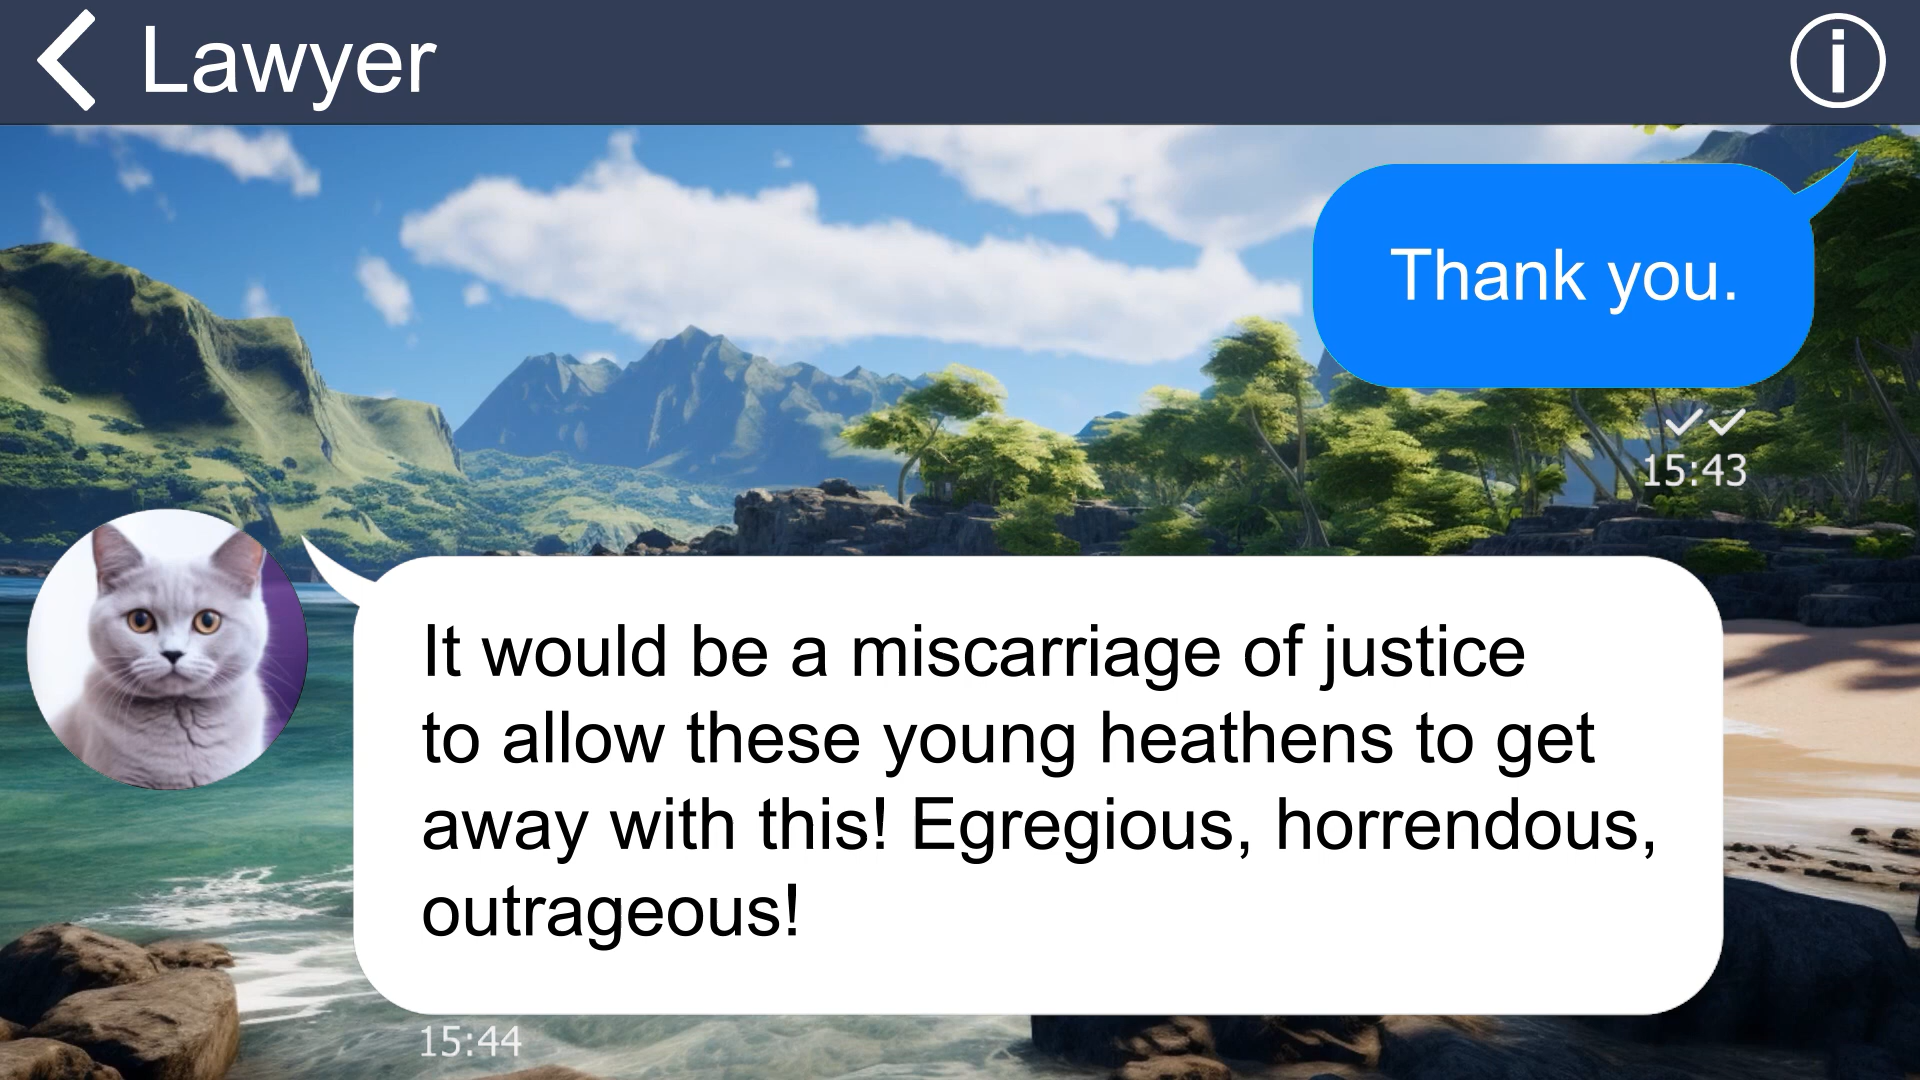 Lawyer
Thank you.
15:43
It would be a miscarriage of justice
to allow these young heathens to get
away with this! Egregious, horrendous,
outrageous!
15:44